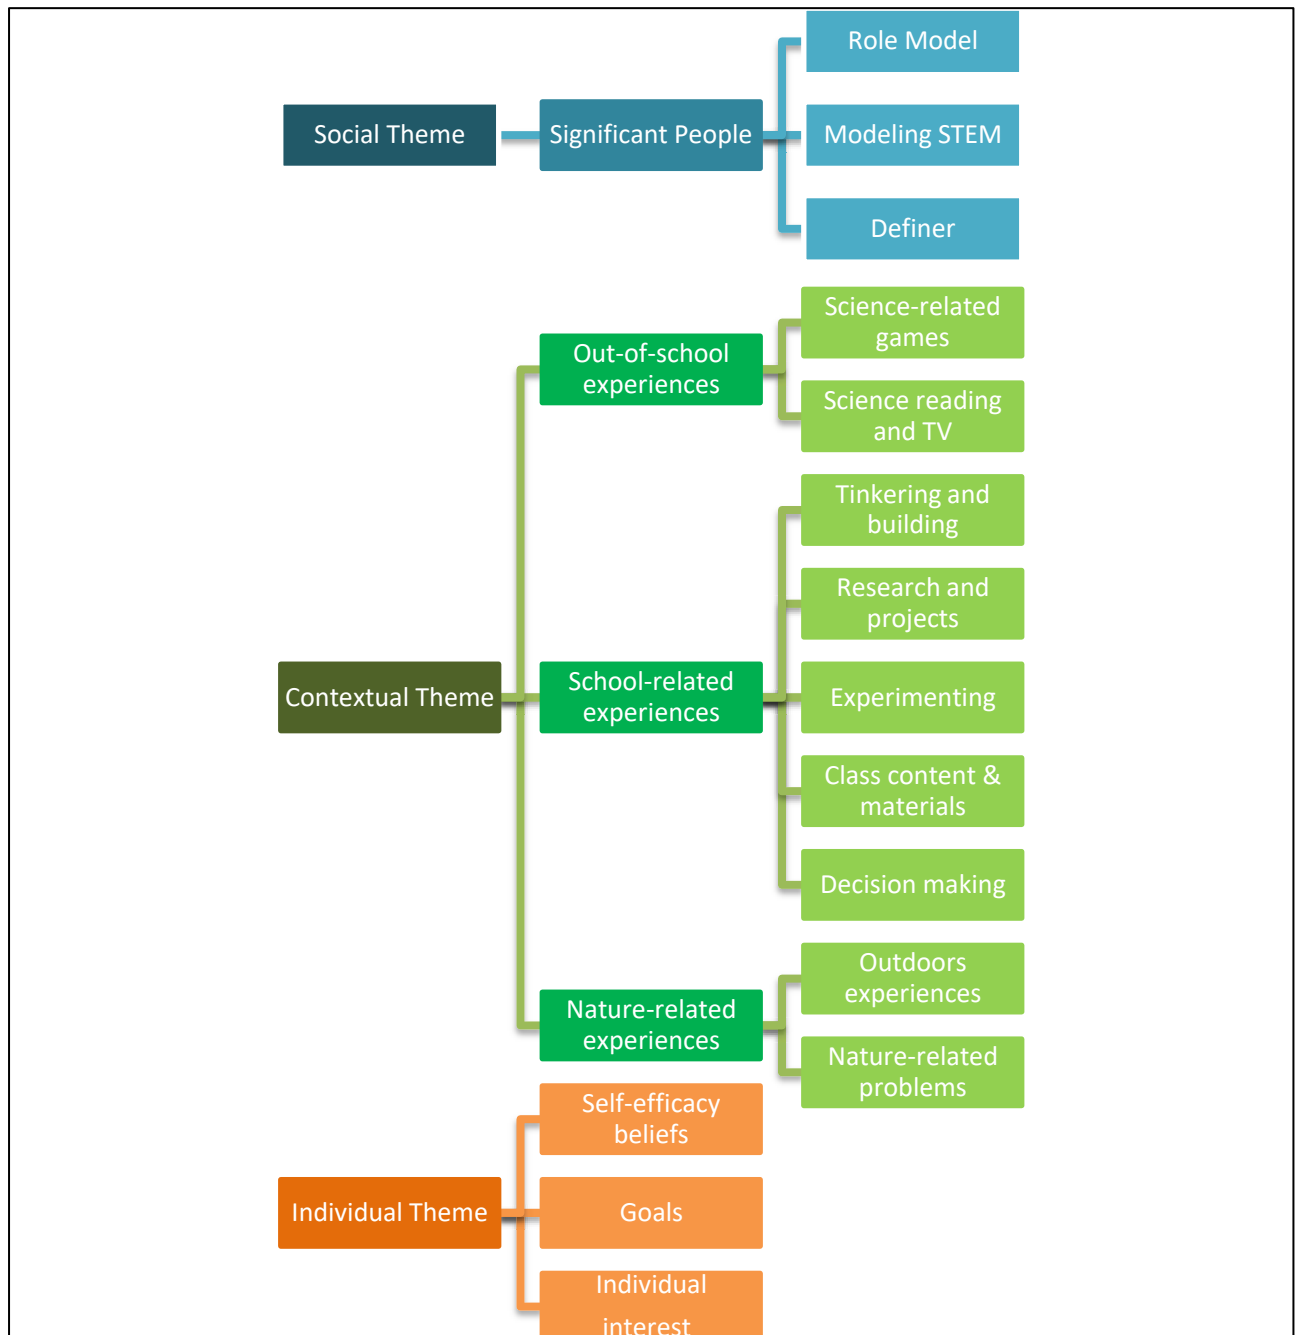 Role Model
Social Theme
Significant People
Modeling STEM
Definer
Science-related
games
Out-of-school
experiences
Science reading
and TV
Tinkering and
building
Research and
projects
Contextual Theme
School-related
experiences
Experimenting
Class content &
materials
Decision making
Outdoors
experiences
Nature-related
experiences
Nature-related
problems
Self-efficacy
beliefs
Individual Theme
Goals
Individual
interest